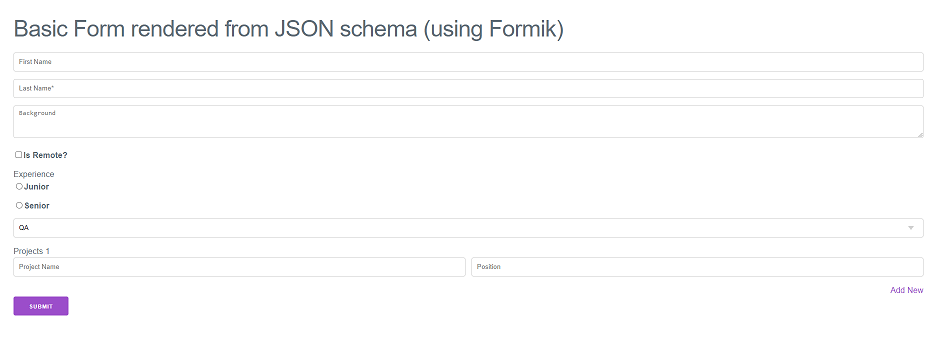 Basic Form rendered from JSON schema (using Formik)
First Name
Last Name*
Background
Is Remote?
Experience
Junior
Senior
QA
Projects 1
Project Name Position
Add New
SUBMIT